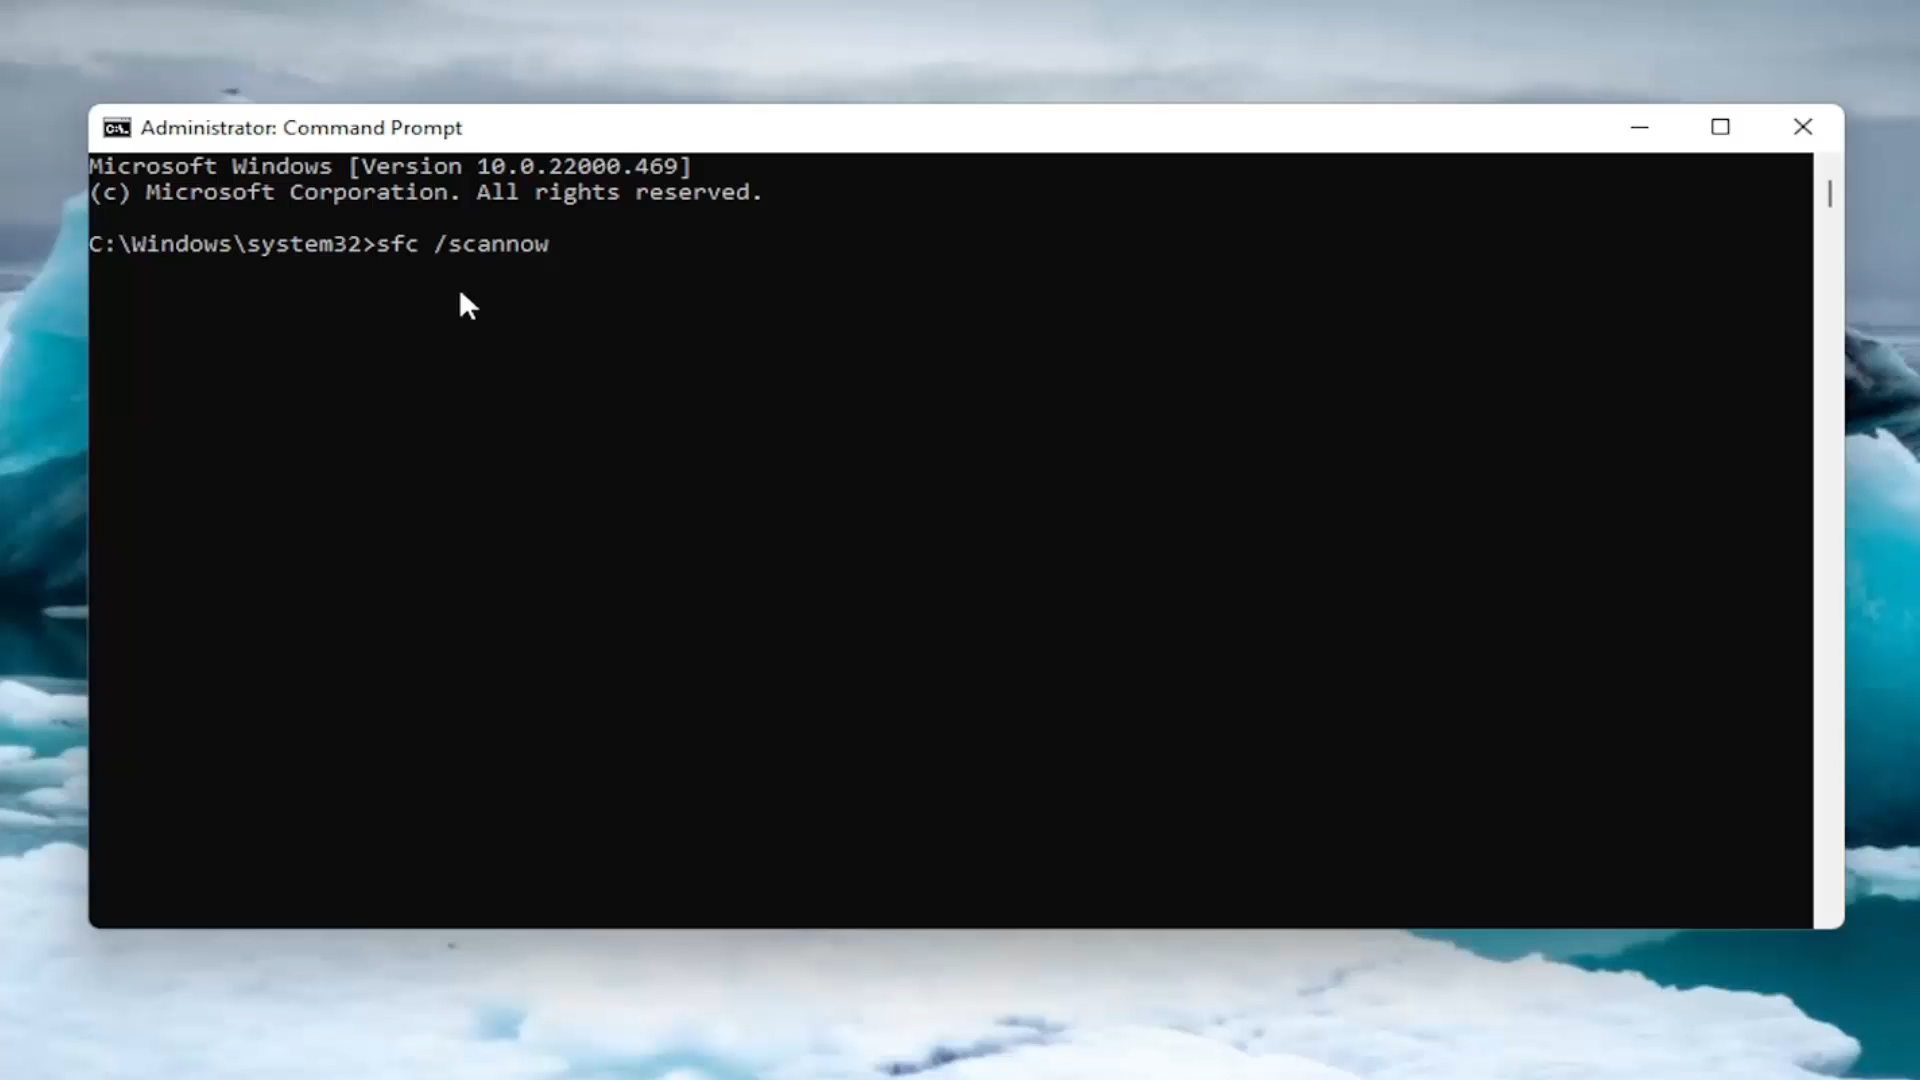 Administrator: Command Prompt
Microsoft Windows [Version 10.0.22000.469]
(c) Microsoft Corporation. All rights reserved.
C:\Windows\system32>sfc /scannow